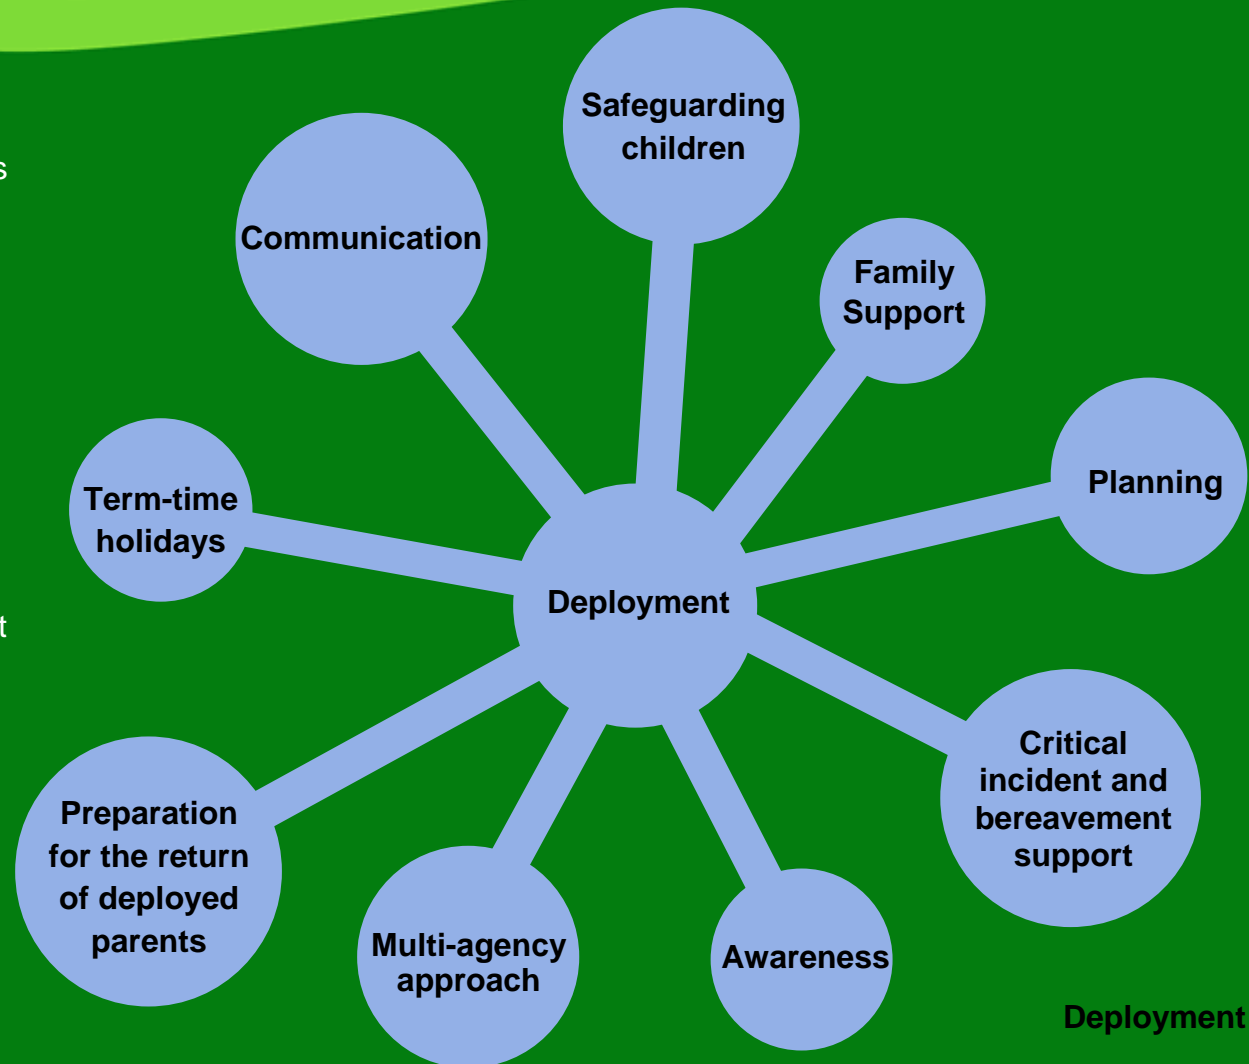 Safeguarding
children
s
Communication
Family
Support
Planning
Term-time
holidays
Deployment
t
Critical
incident and
bereavement
support
Preparation
for the return
of deployed
parents
Multi-agency
approach
Awareness
Deployment